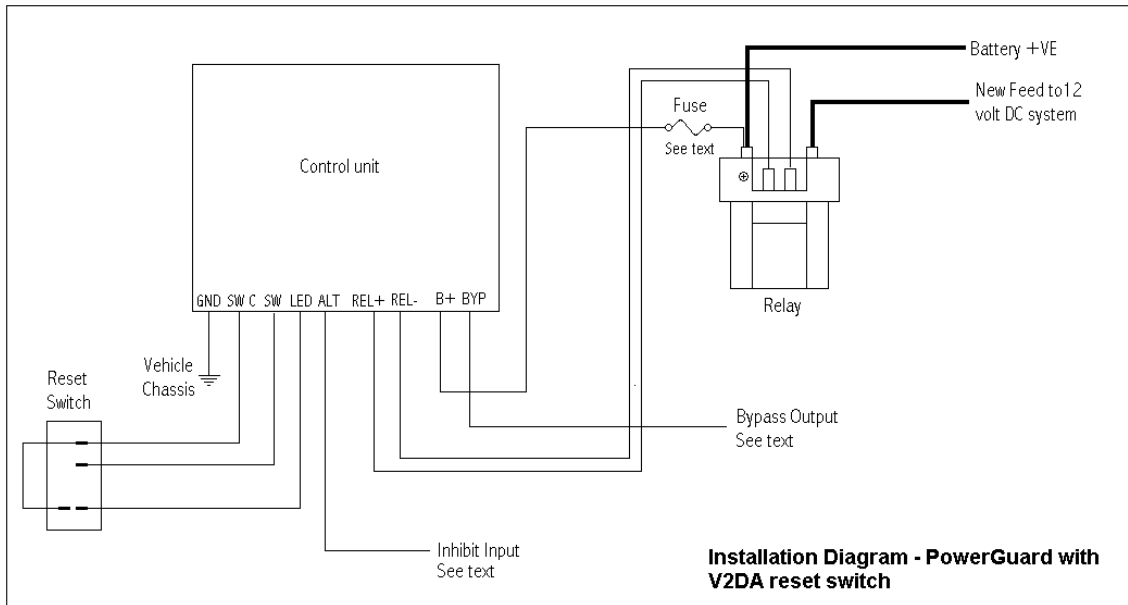 Battery +VE
New Feed to12
volt DC system
Fuse
See text
Control unit
Relay
GND SW C SW LED ALT REL+ REL- B+ BYP
Vehicle
Chassis
Reset
Switch
Bypass Output
See text
Inhibit Input
See text
Installation Diagram - PowerGuard with
V2DA reset switch